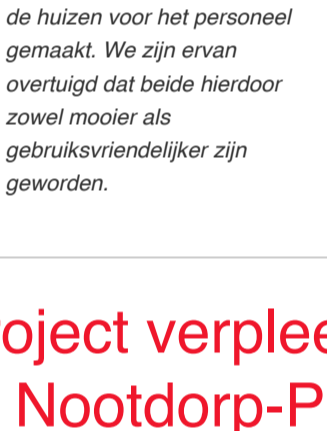 de huizen voor het personeel
gemaakt. We zijn ervan
overtuigd dat beide hierdoor
zowel mooier als
gebruiksvriendelijker zijn
geworden.
oject verplee
Nootdorp-P